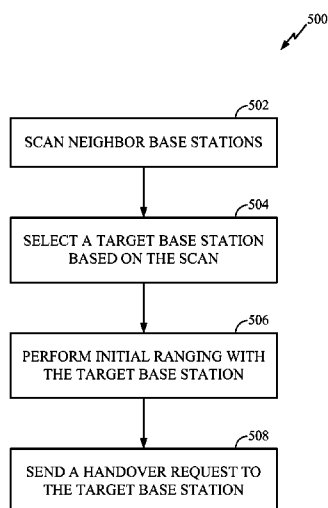 500
502
SCAN NEIGHBOR BASE STATIONS
504
SELECT A TARGET BASE STATION
BASED ON THE SCAN
506
PERFORM INITIAL RANGING WITH
THE TARGET BASE STATION
508
SEND A HANDOVER REQUEST TO
THE TARGET BASE STATION